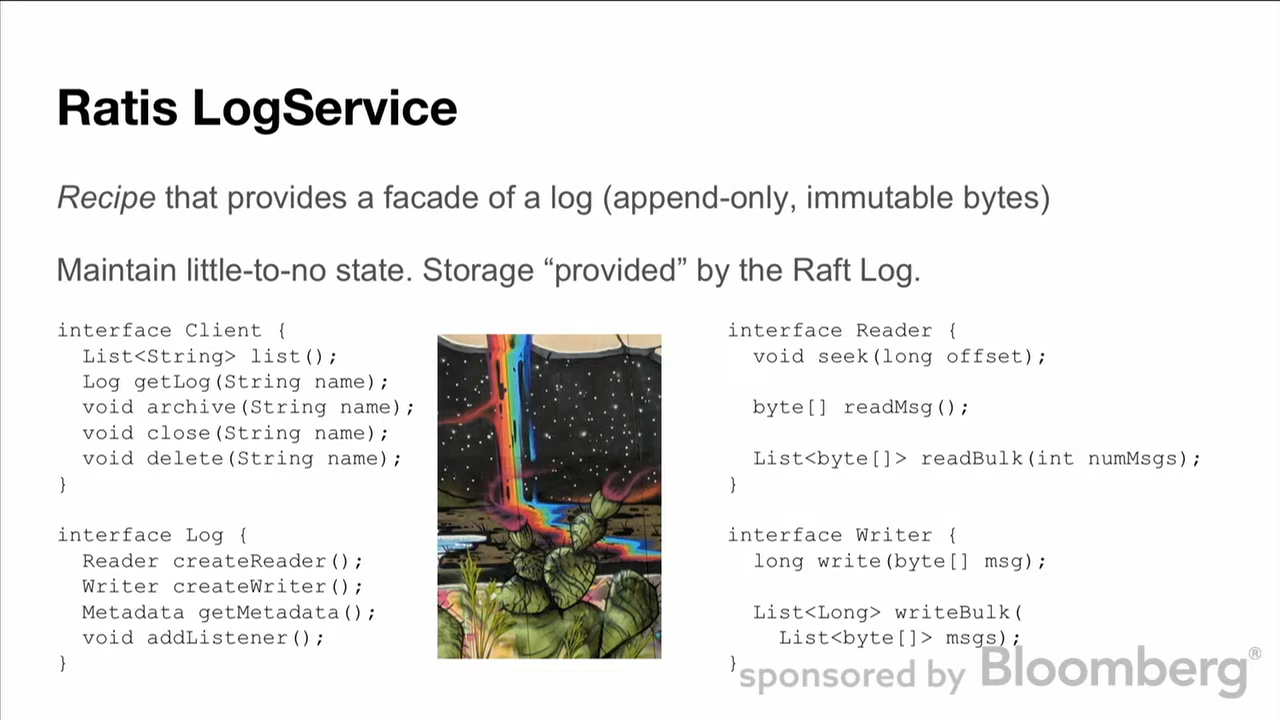 Ratis LogService
Recipe that provides a facade of a log (append-only, immutable bytes)
Maintain little-to-no state. Storage “provided” by the Raft Log.
interface Client {
List<String> list();
Log getLog(String name);
void archive(String name);
void close(String name);
void delete(String name);
}
interface Log {
Reader createReader();
Writer createWriter();
Metadata getMetadata();
void addListener();
}
interface Reader {
void seek(long offset);
byte[] readMsg();
List<byte[]> readBulk(int numMsgs);
}
interface Writer {
long write(byte[] msg);
List<Long> writeBulk(
List<byte[]> msgs);
}
sponsored by Bloomberg®